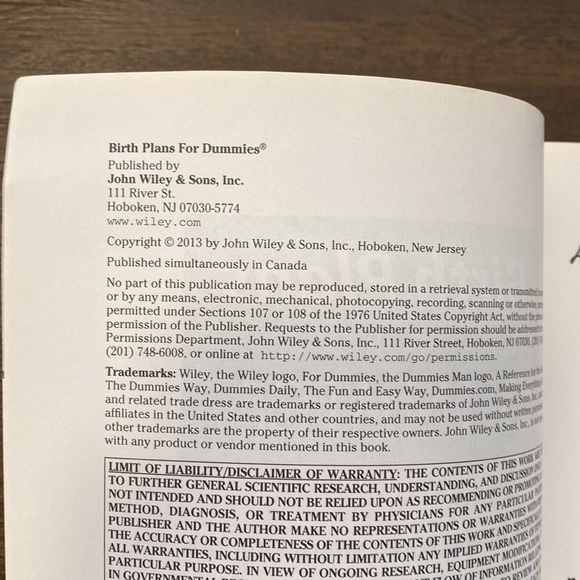 Birth Plans For Dummies®
Published by
John Wiley & Sons, Inc.
111 River St.
Hoboken, NJ 07030-5774
www.wiley.com
Copyright © 2013 by John Wiley & Sons, Inc., Hoboken, New Jersey
Published simultaneously in Canada
No part of this publication may be reproduced, stored in a retrieval system or transmitted in
or by any means, electronic, mechanical, photocopying, recording, scanning or otherwise,
permitted under Sections 107 or 108 of the 1976 United States Copyright Act, without the
permission of the Publisher. Requests to the Publisher for permission should be addressed
Permissions Department, John Wiley & Sons, Inc., 111 River Street, Hoboken, NJ 07030,
(201) 748-6008, or online at http://www.wiley.com/go/permissions.
Trademarks: Wiley, the Wiley logo, For Dummies, the Dummies Man logo, A Reference for the
The Dummies Way, Dummies Daily, The Fun and Easy Way, Dummies.com, Making Everything
and related trade dress are trademarks or registered trademarks of John Wiley & Sons, Inc.
affiliates in the United States and other countries, and may not be used without written
other trademarks are the property of their respective owners. John Wiley & Sons, Inc.,
with any product or vendor mentioned in this book.
LIMIT OF LIABILITY/DISCLAIMER OF WARRANTY: THE CONTENTS OF THIS WORK
TO FURTHER GENERAL SCIENTIFIC RESEARCH, UNDERSTANDING, AND DISCUSSION
NOT INTENDED AND SHOULD NOT BE RELIED UPON AS RECOMMENDING OR PROMOTING
METHOD, DIAGNOSIS, OR TREATMENT BY PHYSICIANS FOR ANY PARTICULAR
PUBLISHER AND THE AUTHOR MAKE NO REPRESENTATIONS OR WARRANTIES WITH
THE ACCURACY OR COMPLETENESS OF THE CONTENTS OF THIS WORK AND
ALL WARRANTIES, INCLUDING WITHOUT LIMITATION ANY IMPLIED WARRANTIES OF
PARTICULAR PURPOSE. IN VIEW OF ONGOING RESEARCH, EQUIPMENT MODIFICATIONS,
IN GOVERNMENTAL FLOW OF INFORMATION